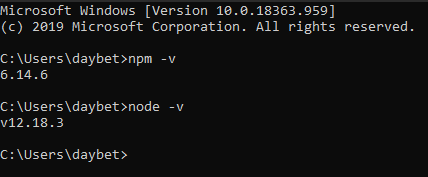 Microsoft Windows [Version 10.0.18363.959]
(c) 2019 Microsoft Corporation. All rights reserved.
C:\Users\daybet>npm -v
6.14.6
C:\Users\daybet>node -v
v12.18.3
C:\Users\daybet>